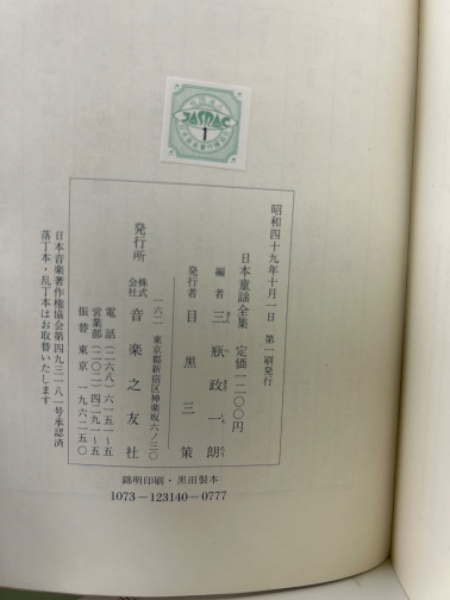 JASRAC
1
昭和四十九年十月一日 第一刷発行
日本童謡全集 定価一二〇〇円
編者 三瓶政一朗
発行者 目黒三策
一六二 東京都新宿区神楽坂六ノ三〇
発行所 株式会社 音楽之友社
電話(二六八)六一五一~五
営業部(二〇二)四二九一~五
振替 東京 一九六二五〇
日本音楽著作権協会第四九三一八一号承認済
落丁本・乱丁本はお取替いたします
錦明印刷・黒田製本
1073-123140-0777